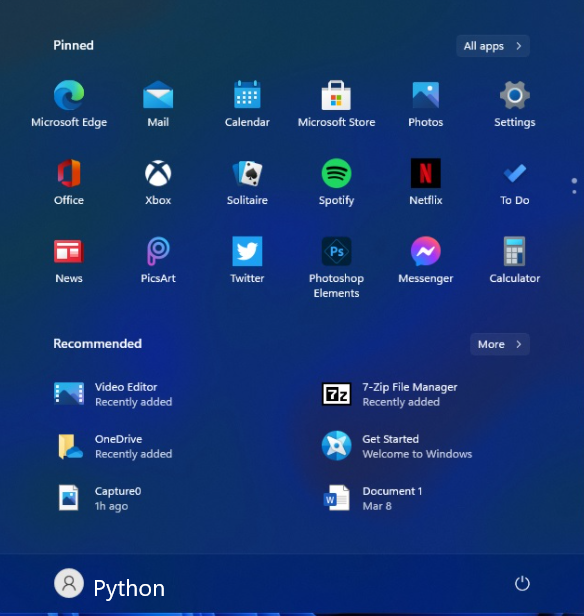 Pinned
All apps
Microsoft Edge
Mail
Calendar
Microsoft Store
Photos
Settings
Office
Xbox
Solitaire
Spotify
Netflix
To Do
Ps
News
PicsArt
Twitter
Photoshop
Elements
Messenger
Calculator
Recommended
More
Video Editor
Recently added
7z
7-Zip File Manager
Recently added
OneDrive
Recently added
Get Started
Welcome to Windows
Capture0
1h ago
W
Document 1
Mar 8
Python